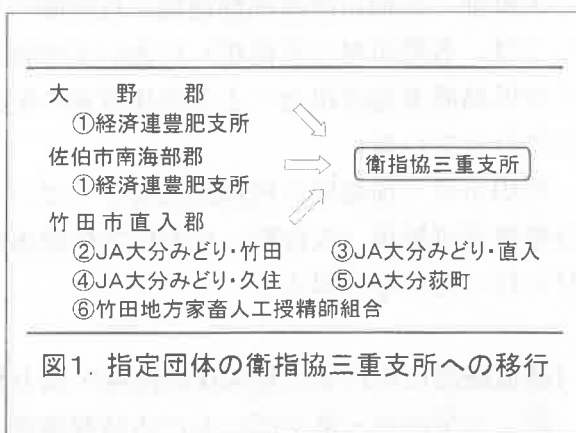 大野郡
①経済連豊肥支所
佐伯市南海部郡
①経済連豊肥支所
衛指協三重支所
竹田市直入郡
②JA大分みどり・竹田 ③JA大分みどり・直入
④JA大分みどり・久住 ⑤JA大分荻町
⑥竹田地方家畜人工授精師組合
図1. 指定団体の衛指協三重支所への移行